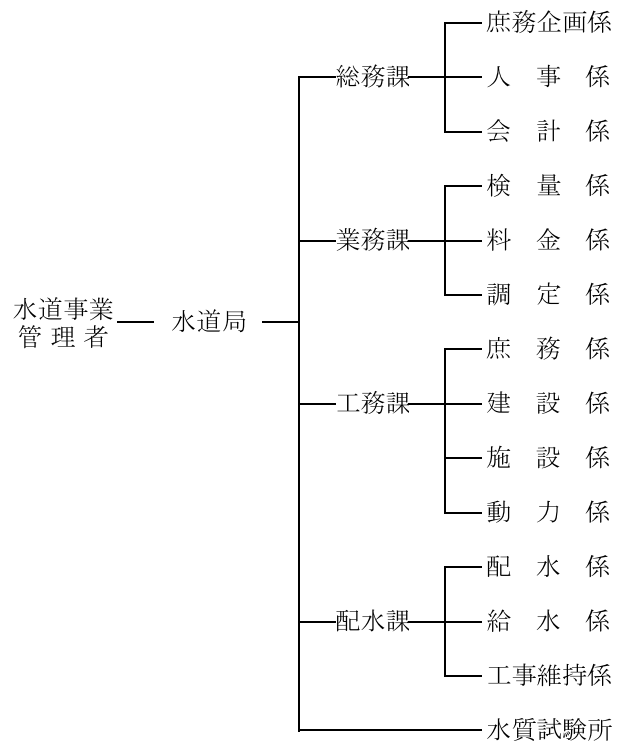 水道事業
管理者
水道局
総務課
庶務企画係
人事係
会計係
業務課
検量係
料金係
調定係
工務課
庶務係
建設係
施設係
動力係
配水課
配水係
給水係
工事維持係
水質試験所